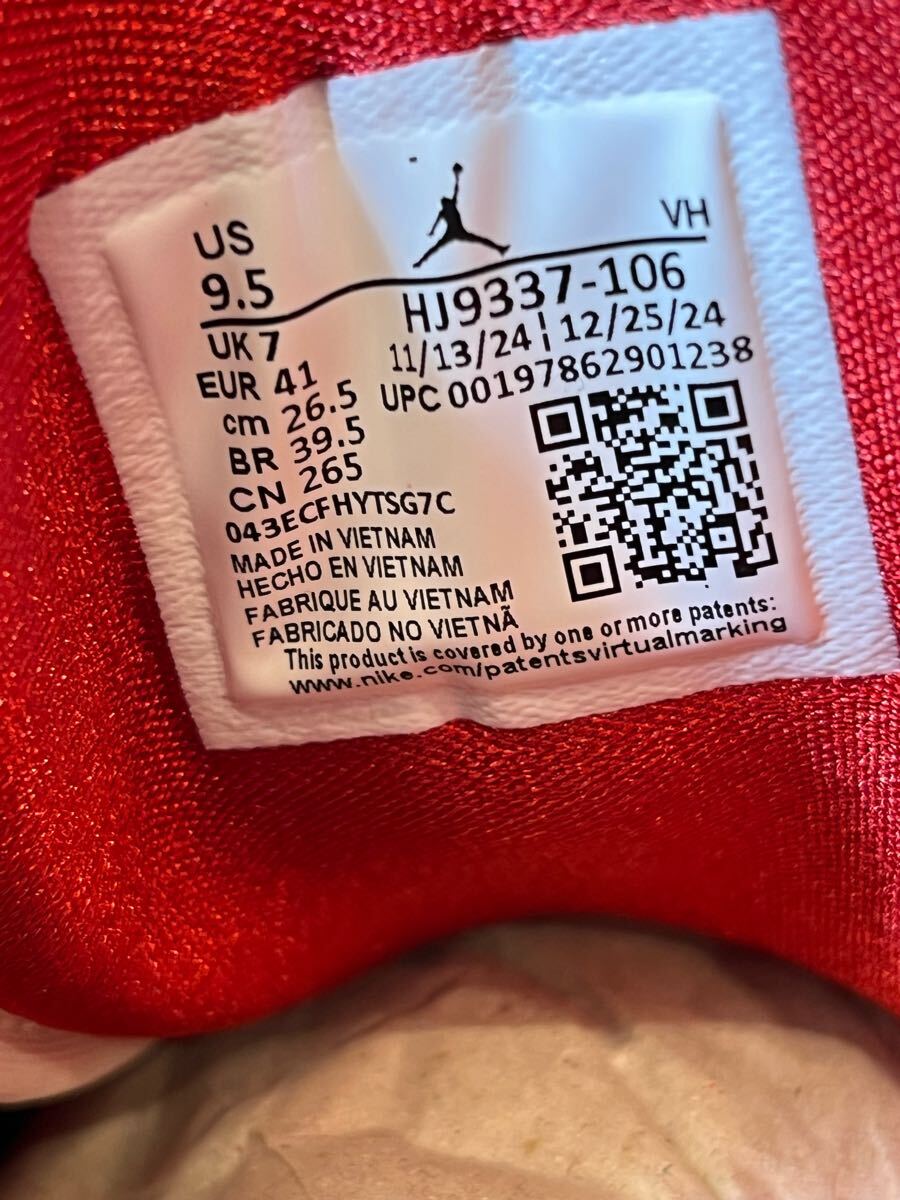 US
9.5
VH
HJ9337-106
UK 7
11/13/24 ¦ 12/25/24
EUR 41
UPC 00197862901238
cm 26.5
BR 39.5
CN 265
043ECFHYTSG7C
MADE IN VIETNAM
HECHO EN VIETNAM
FABRIQUE AU VIETNAM
FABRICADO NO VIETNÃ
This product is covered by one or more patents:
www.nike.com/patentsvirtualmarking